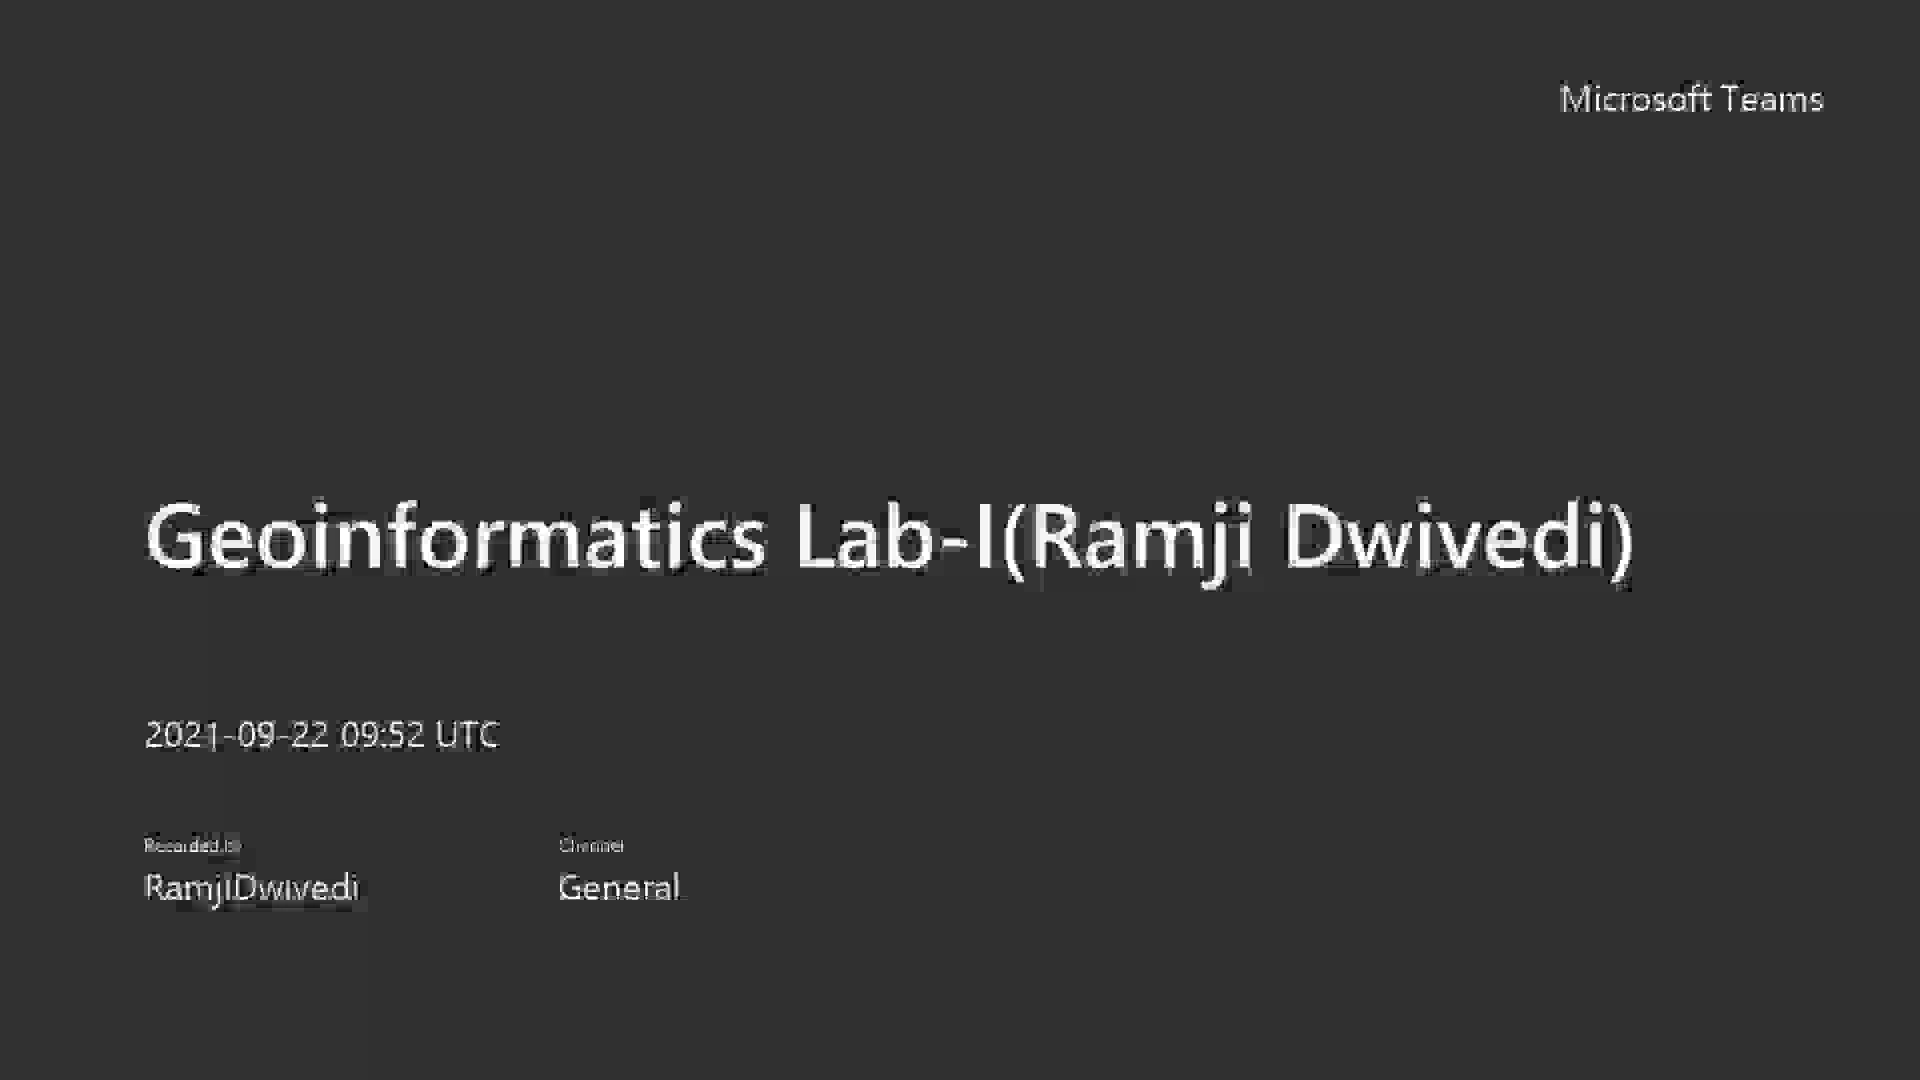 Microsoft Teams
Geoinformatics Lab-I(Ramji Dwivedi)
2021-09-22 09:52 UTC
Recorded by
Channel
RamjiDwivedi
General